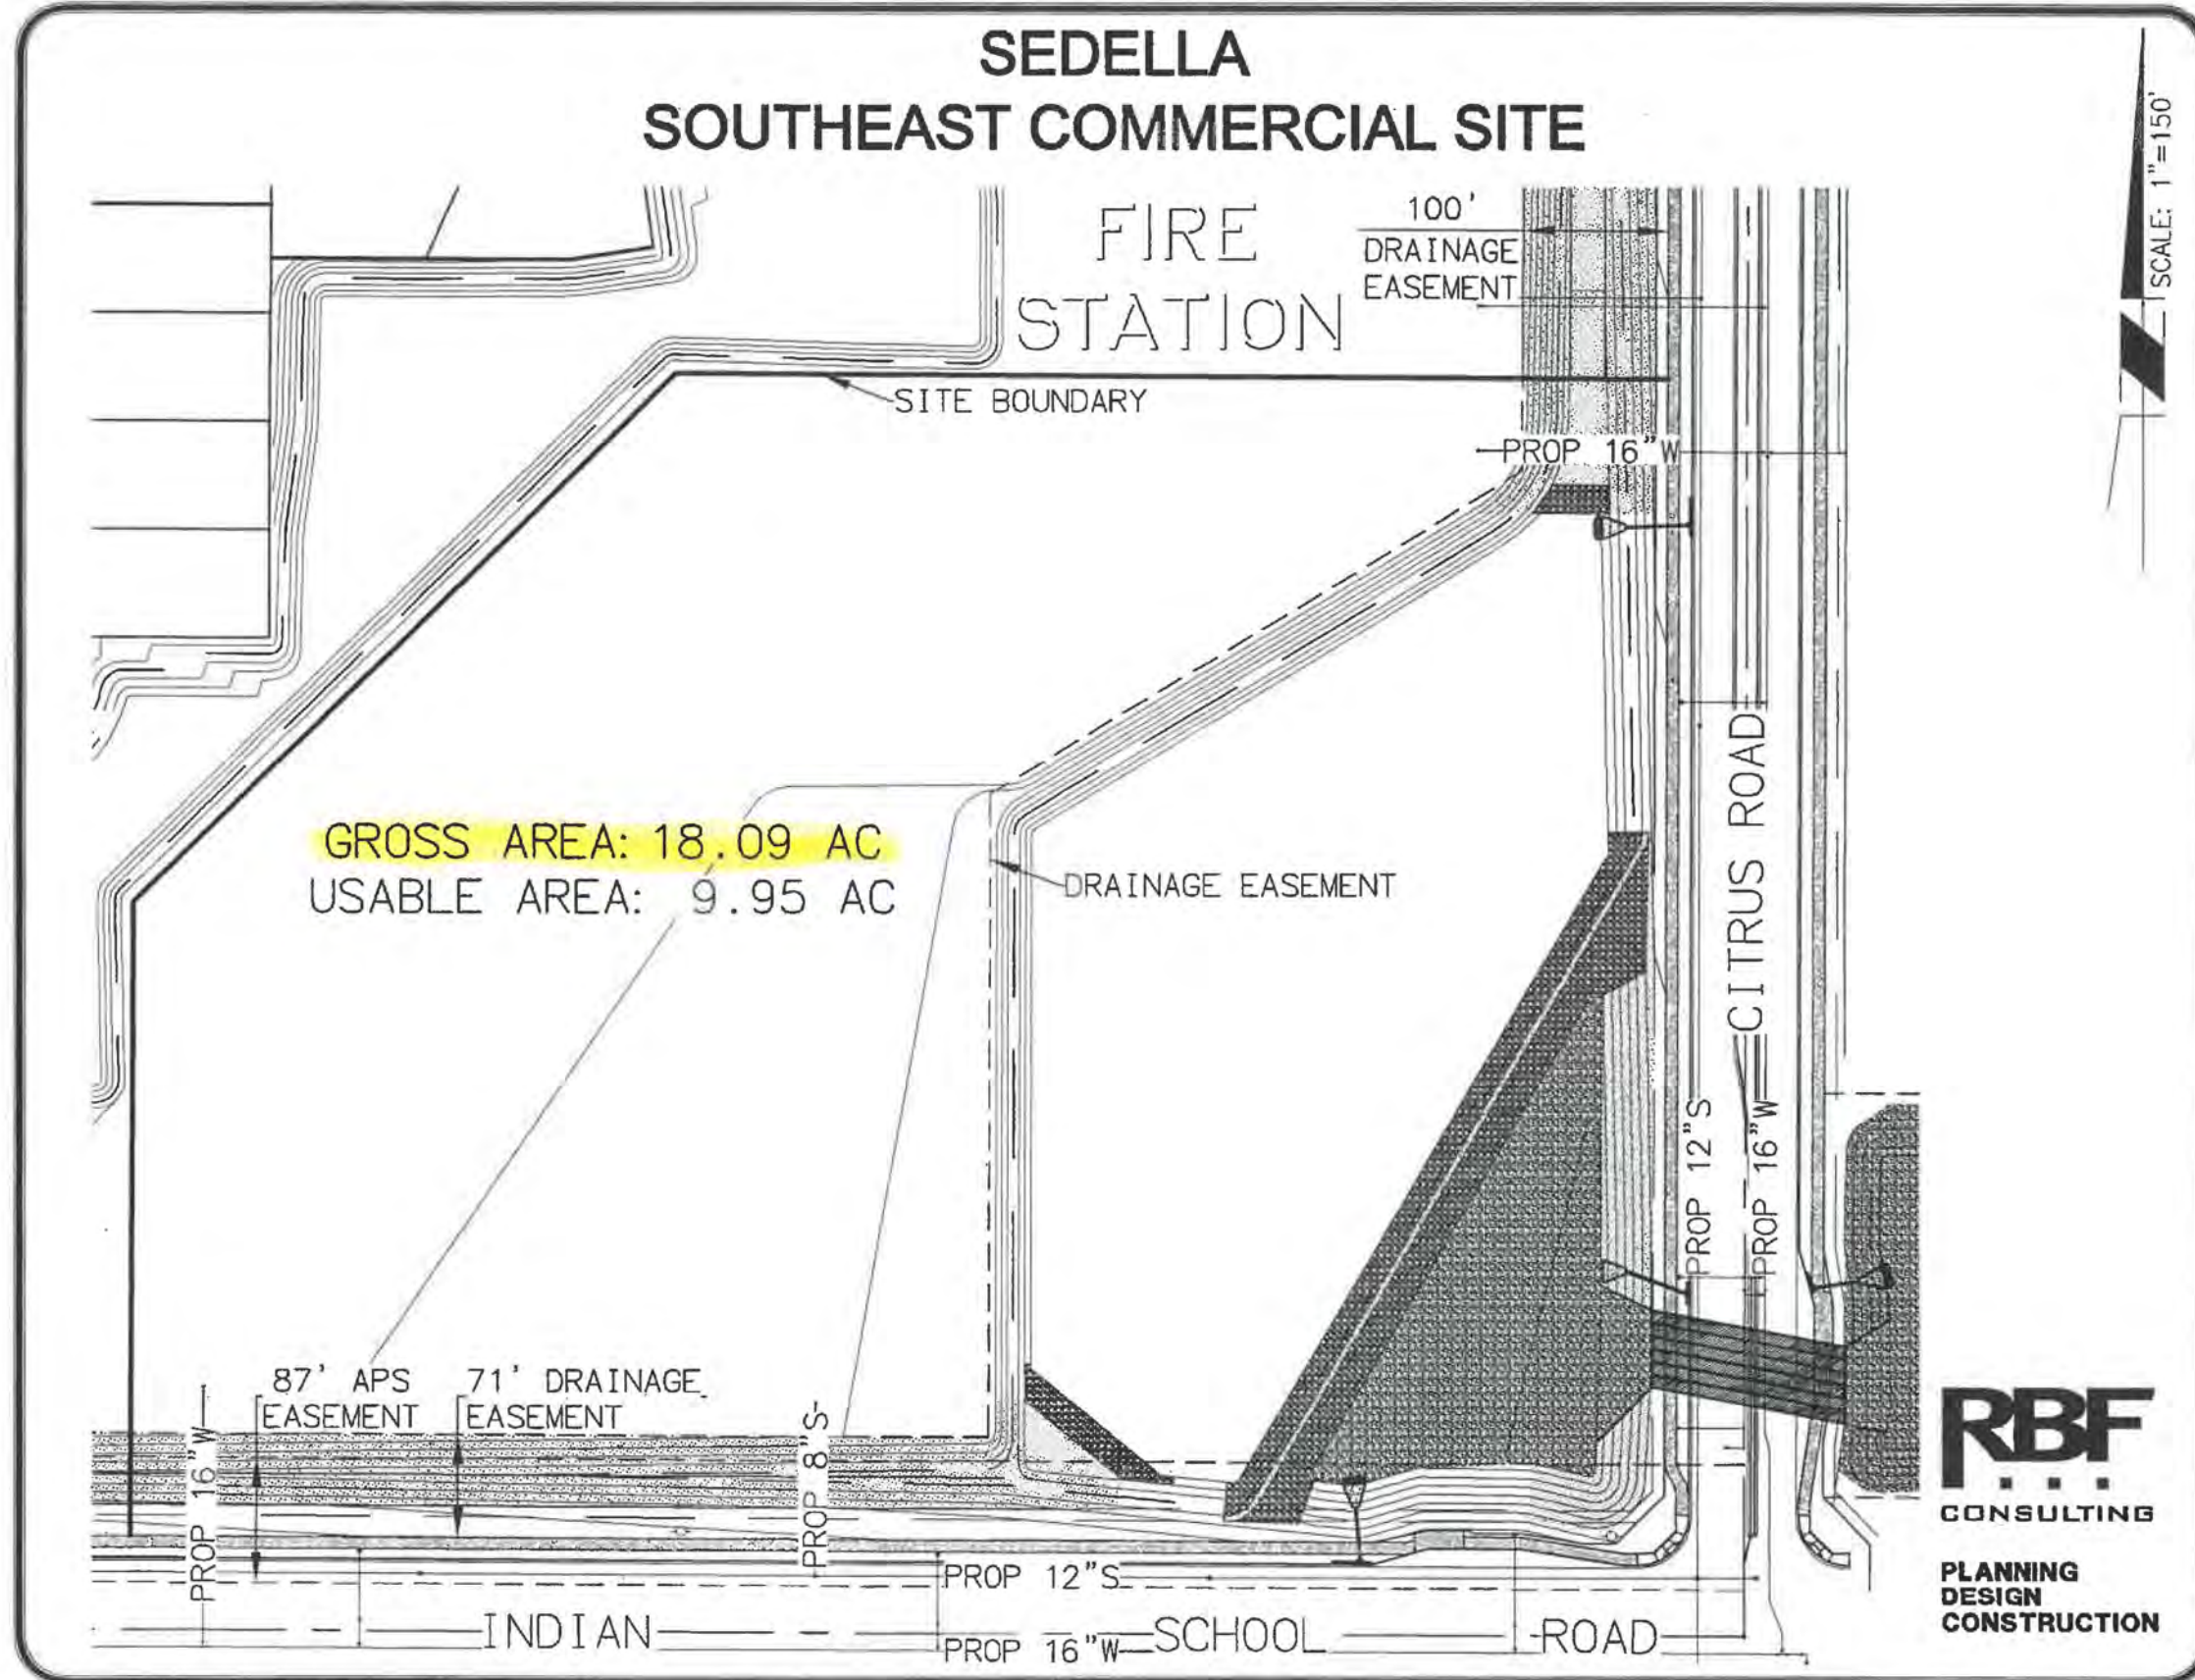 SEDELLA
SOUTHEAST COMMERCIAL SITE
SCALE: 1"=150'
FIRE
STATION
100'
DRAINAGE
EASEMENT
SITE BOUNDARY
PROP 16"W
GROSS AREA: 18.09 AC
USABLE AREA: 9.95 AC
DRAINAGE EASEMENT
CITRUS ROAD
PROP 12"S
PROP 16"W
87' APS
EASEMENT
71' DRAINAGE
EASEMENT
PROP 16"W
PROP 8"S
PROP 12"S
INDIAN SCHOOL ROAD
PROP 16"W
RBF
CONSULTING
PLANNING
DESIGN
CONSTRUCTION